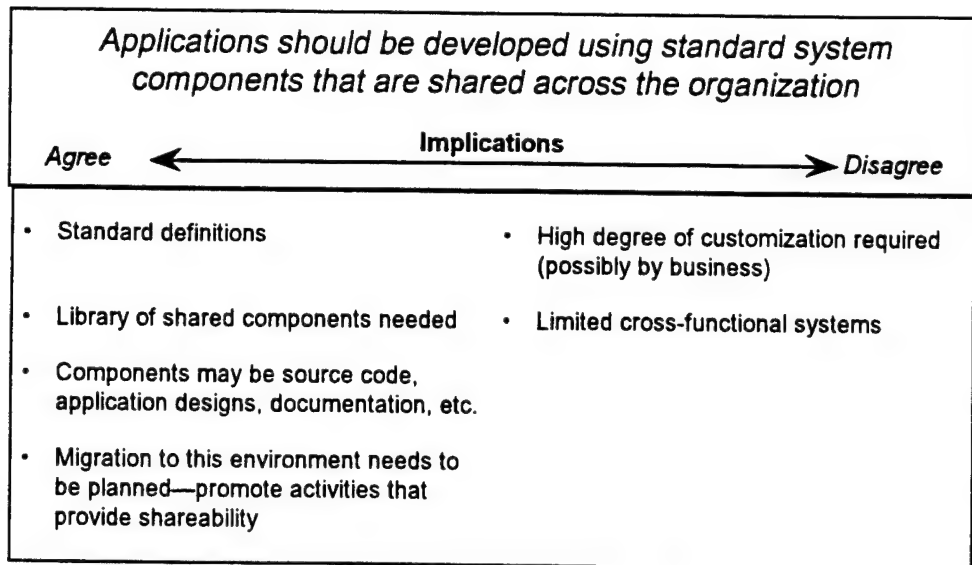 Applications should be developed using standard system
components that are shared across the organization
Implications
Agree
Disagree
• Standard definitions
• Library of shared components needed
• Components may be source code,
application designs, documentation, etc.
• Migration to this environment needs to
be planned—promote activities that
provide shareability
• High degree of customization required
(possibly by business)
• Limited cross-functional systems